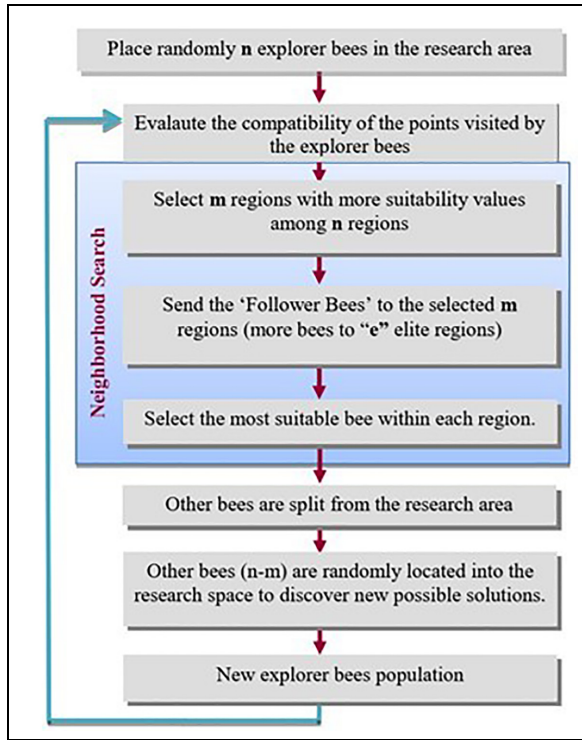 Place randomly n explorer bees in the research area
Evalaute the compatibility of the points visited by
the explorer bees
Neighborhood Search
Select m regions with more suitability values
among n regions
Send the ‘Follower Bees’ to the selected m
regions (more bees to “e” elite regions)
Select the most suitable bee within each region.
Other bees are split from the research area
Other bees (n-m) are randomly located into the
research space to discover new possible solutions.
New explorer bees population